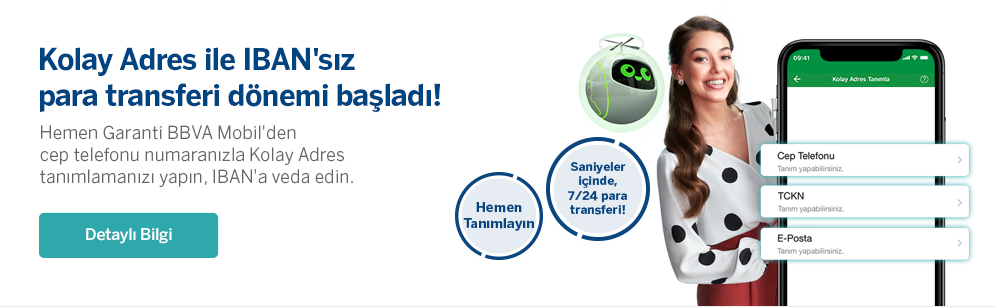 Kolay Adres ile IBAN'sız
para transferi dönemi başladı!
Hemen Garanti BBVA Mobil'den
cep telefonu numaranızla Kolay Adres
tanımlamanızı yapın, IBAN'a veda edin.
Detaylı Bilgi
Hemen
Tanımlayın
Saniyeler
içinde,
7/24 para
transferi!
09:41
Kolay Adres Tanımla
Cep Telefonu
Tanım yapabilirsiniz.
TCKN
Tanım yapabilirsiniz.
E-Posta
Tanım yapabilirsiniz.